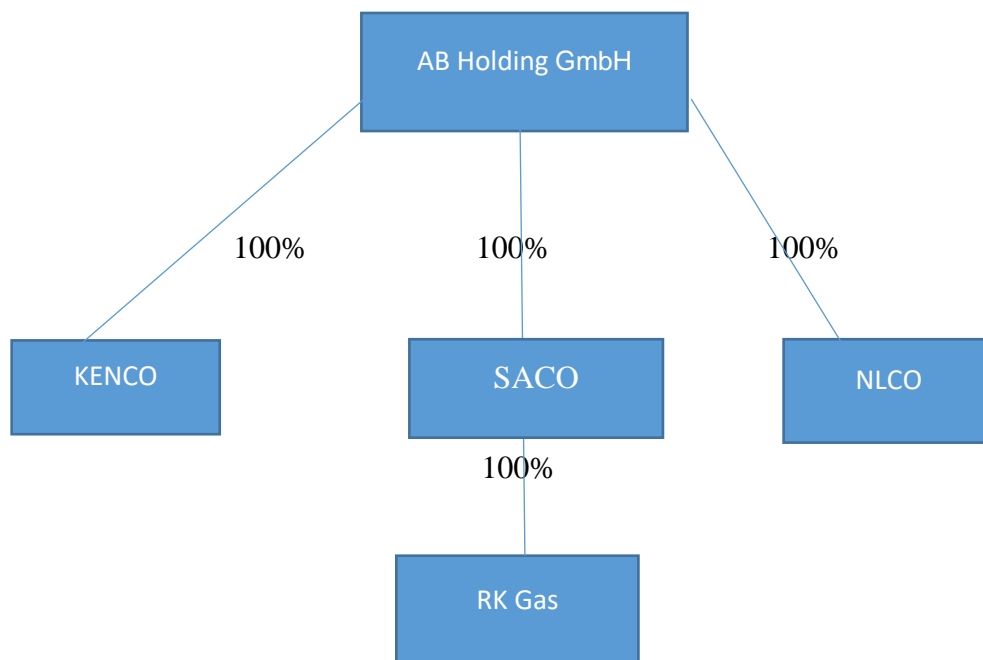 AB Holding GmbH
100%
100%
100%
KENCO
SACO
NLCO
100%
RK Gas